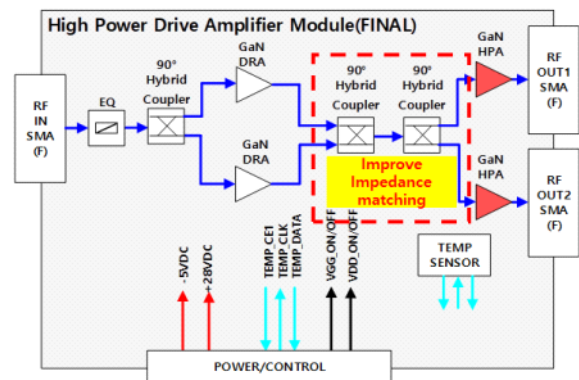 High Power Drive Amplifier Module(FINAL)
RF
IN
SMA
(F)
EQ
90°
Hybrid
Coupler
GaN
DRA
GaN
DRA
90°
Hybrid
Coupler
90°
Hybrid
Coupler
Improve
Impedance
matching
GaN
HPA
GaN
HPA
RF
OUT1
SMA
(F)
RF
OUT2
SMA
(F)
-5VDC
+28VDC
TEMP_CE1
TEMP_CLK
TEMP_DATA
VGG_ON/OFF
VDD_ON/OFF
TEMP
SENSOR
POWER/CONTROL